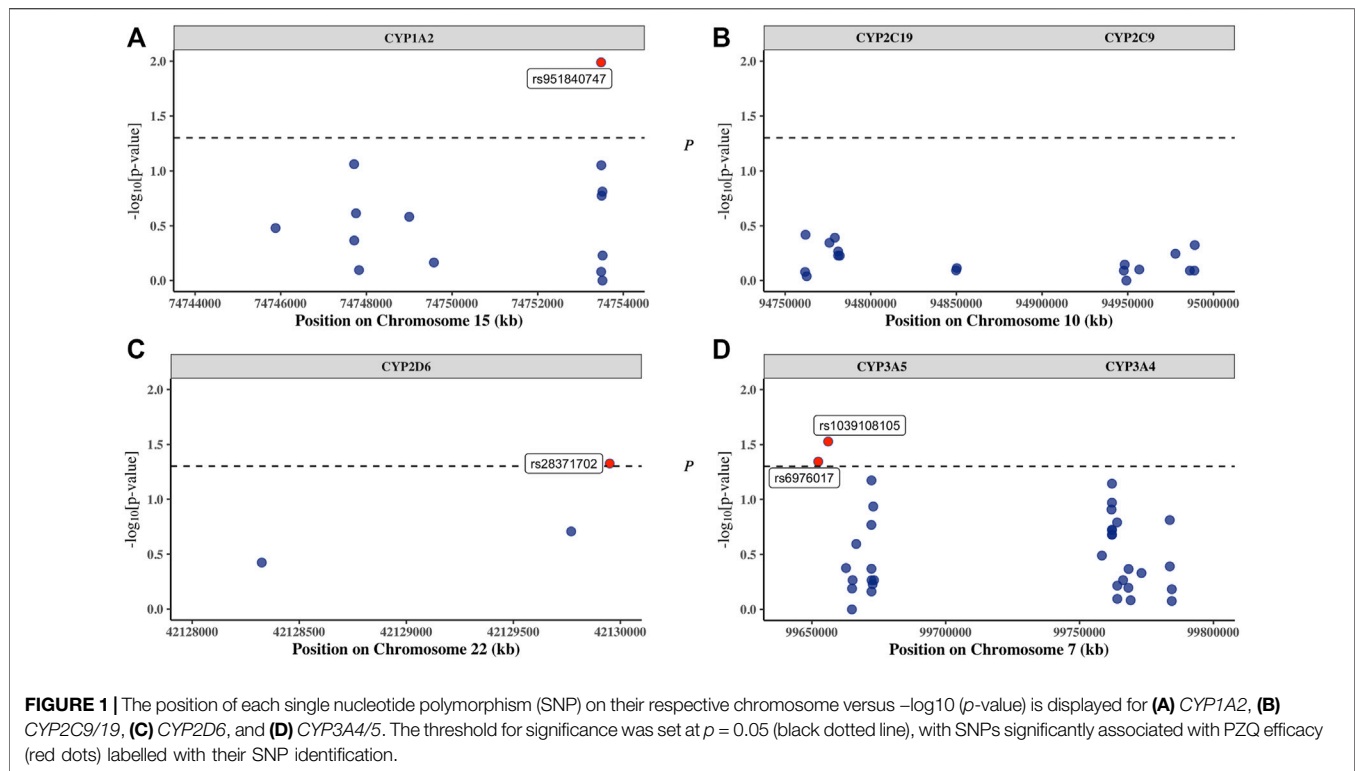 A
CYP1A2
2.0
1.5
1.0
0.5
0.0
-log10[p-value]
rs951840747
74744000 74746000 74748000 74750000 74752000 74754000
Position on Chromosome 15 (kb)
P
B
CYP2C19 CYP2C9
2.0
1.5
1.0
0.5
0.0
-log10[p-value]
94750000 94800000 94850000 94900000 94950000 95000000
Position on Chromosome 10 (kb)
C
CYP2D6
2.0
1.5
1.0
0.5
0.0
-log10[p-value]
rs28371702
42128000 42128500 42129000 42129500 42130000
Position on Chromosome 22 (kb)
P
D
CYP3A5 CYP3A4
2.0
1.5
1.0
0.5
0.0
-log10[p-value]
rs1039108105
rs6976017
99650000 99700000 99750000 99800000
Position on Chromosome 7 (kb)
FIGURE 1 | The position of each single nucleotide polymorphism (SNP) on their respective chromosome versus –log10 (p-value) is displayed for (A) CYP1A2, (B)
CYP2C9/19, (C) CYP2D6, and (D) CYP3A4/5. The threshold for significance was set at p = 0.05 (black dotted line), with SNPs significantly associated with PZQ efficacy
(red dots) labelled with their SNP identification.